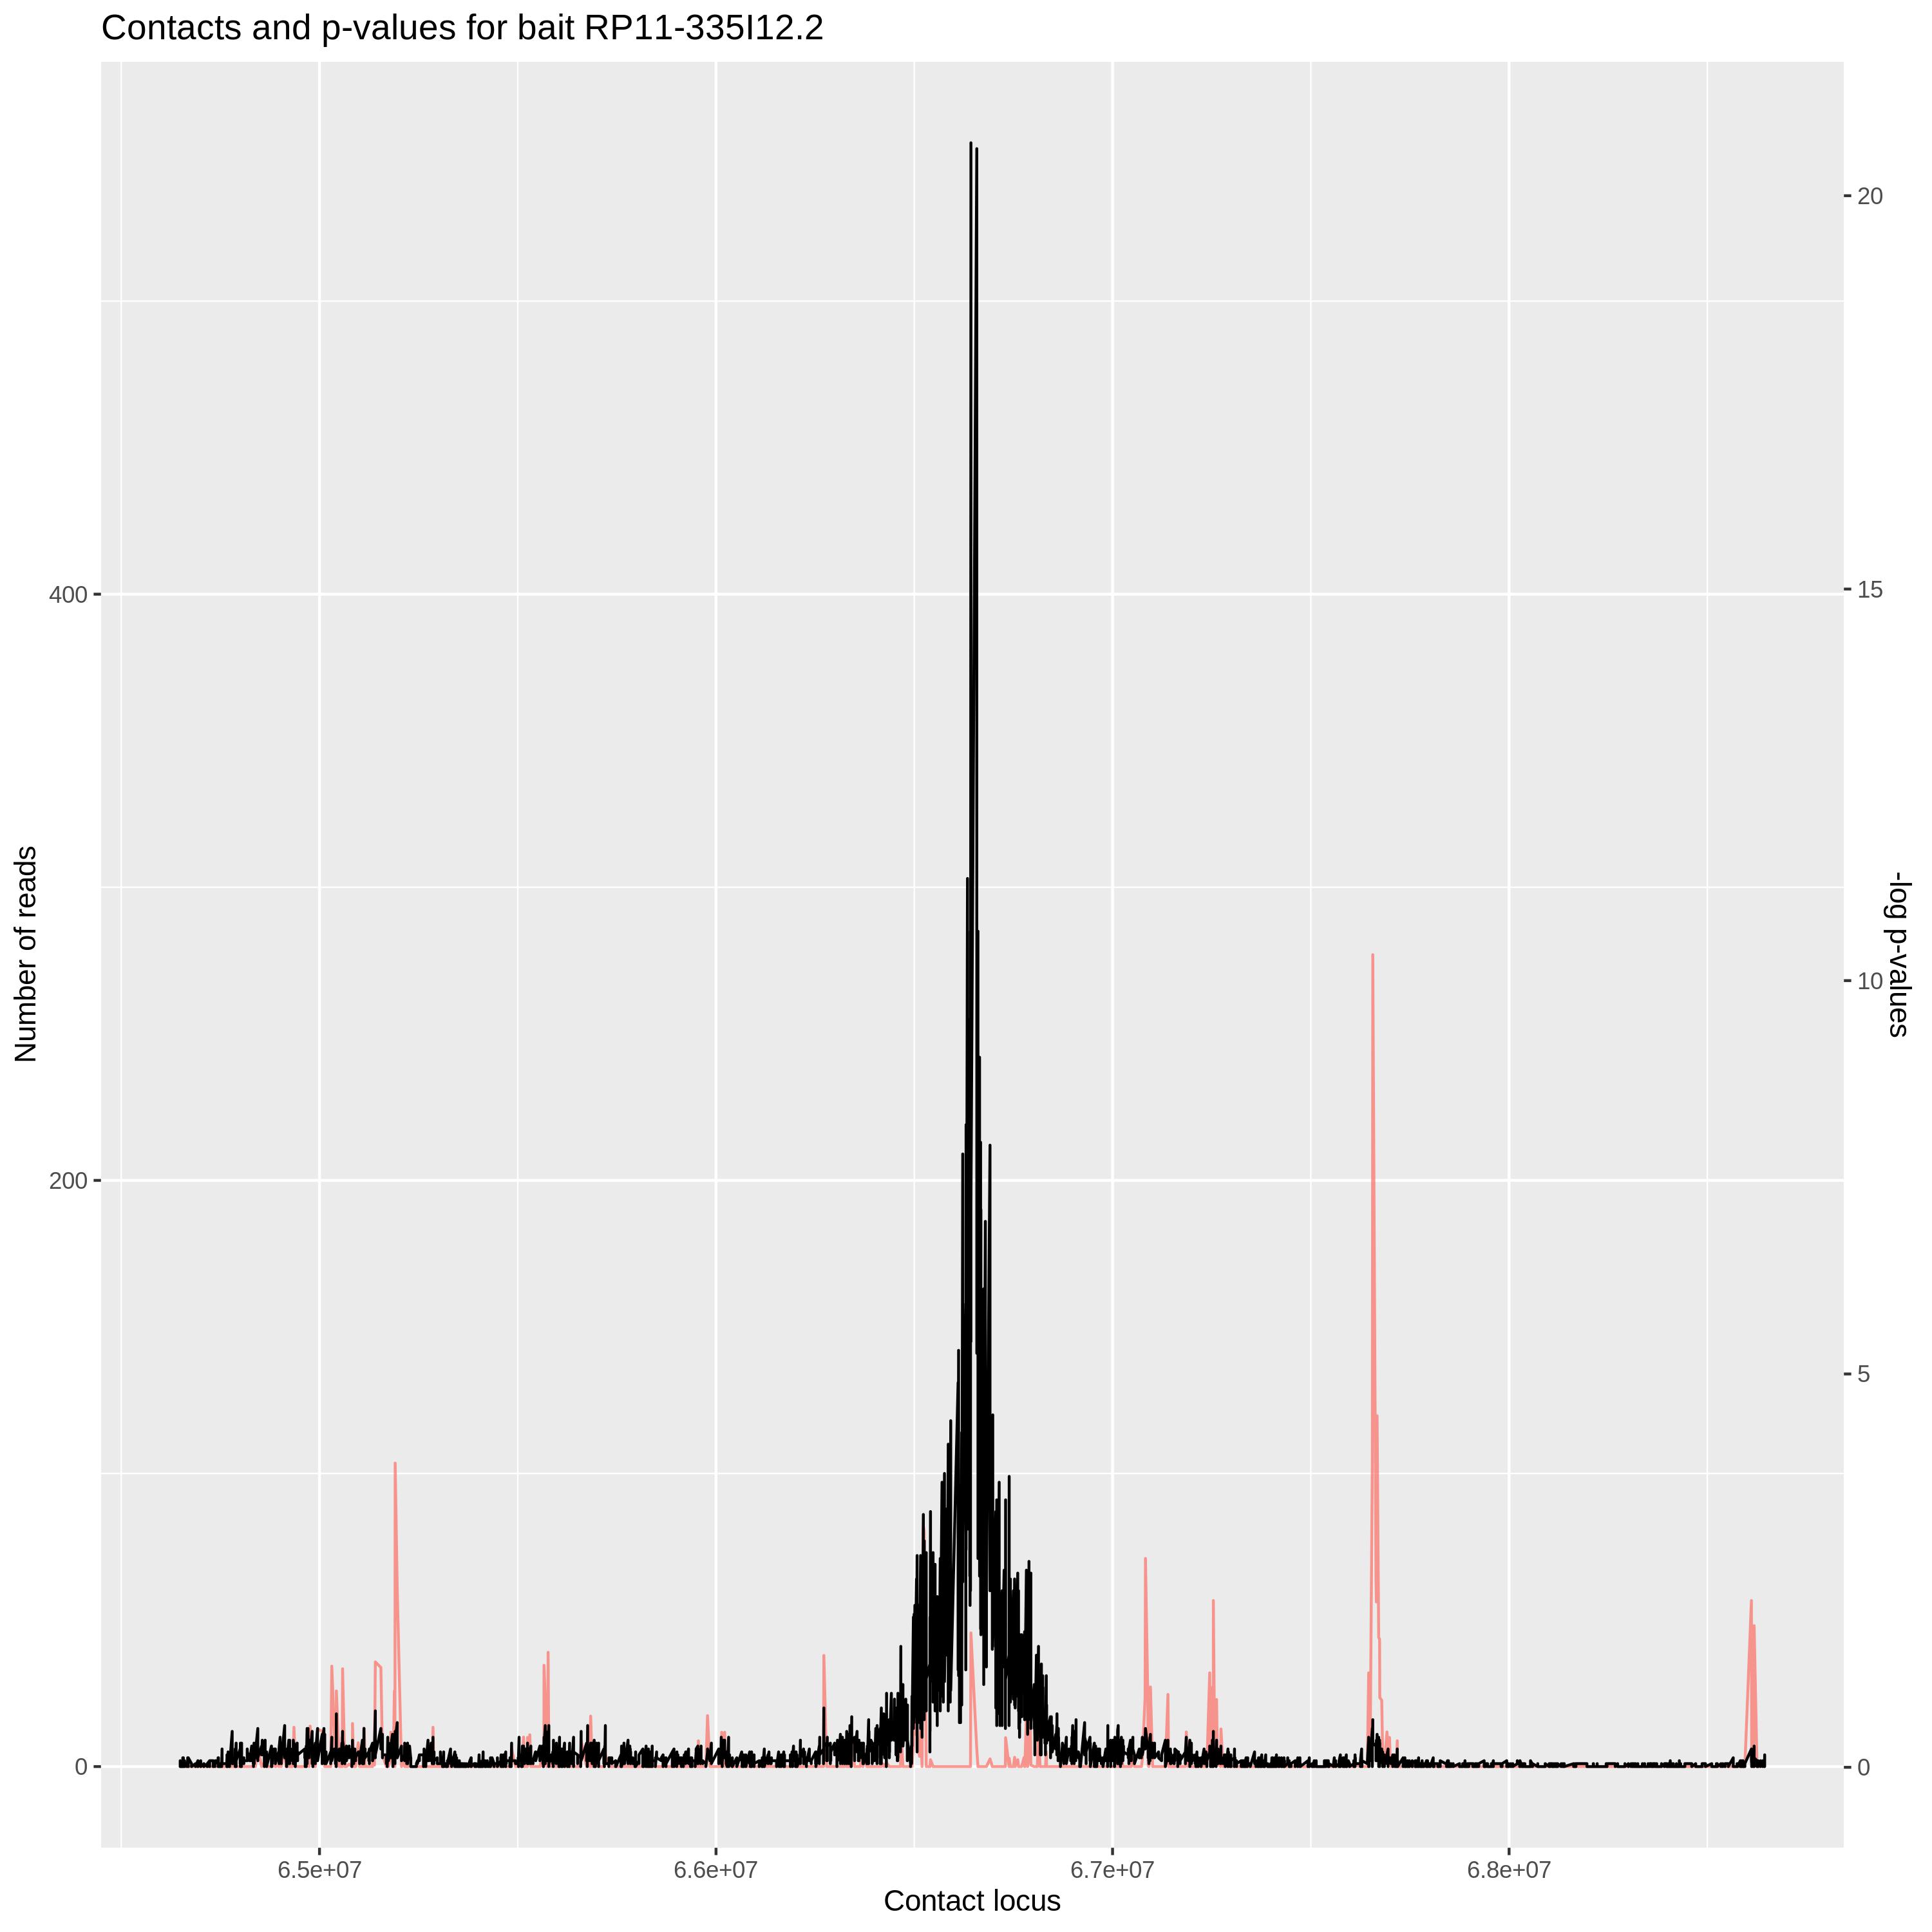 Contacts and p-values for bait RP11-335I12.2
Number of reads
400
200
0
20
15
10
5
0
-log p-values
6.5e+07
6.6e+07
6.7e+07
6.8e+07
Contact locus